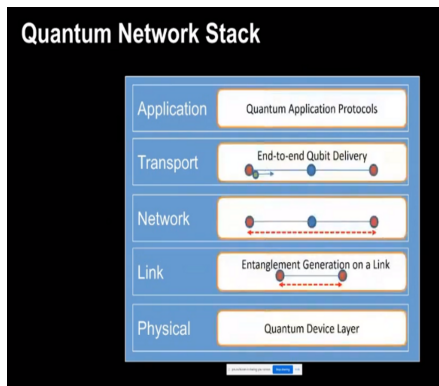 Quantum Network Stack
Application
Quantum Application Protocols
Transport
End-to-end Qubit Delivery
Network
Link
Entanglement Generation on a Link
Physical
Quantum Device Layer